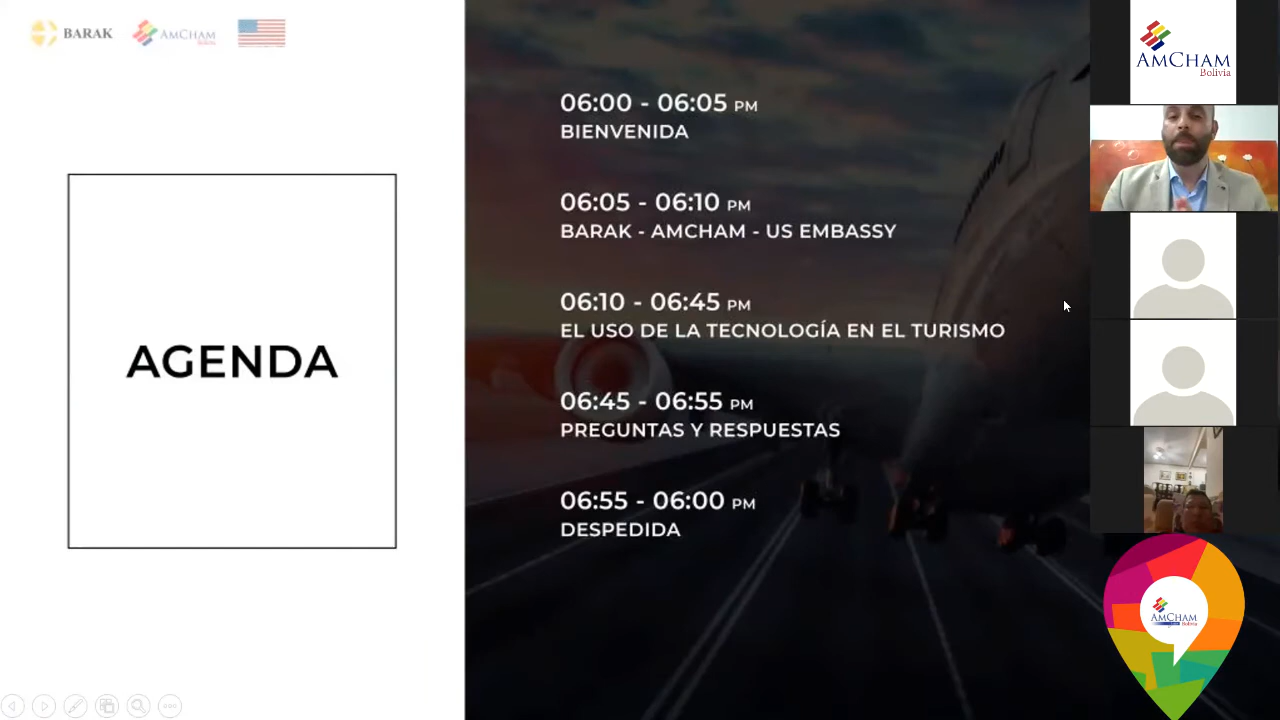 BARAK
AMCHAM
Bolivia
AGENDA
06:00 - 06:05 PM
BIENVENIDA
06:05 - 06:10 PM
BARAK - AMCHAM - US EMBASSY
06:10 - 06:45 PM
EL USO DE LA TECNOLOGÍA EN EL TURISMO
06:45 - 06:55 PM
PREGUNTAS Y RESPUESTAS
06:55 - 06:00 PM
DESPEDIDA
AMCHAM
Bolivia
AMCHAM
Bolivia